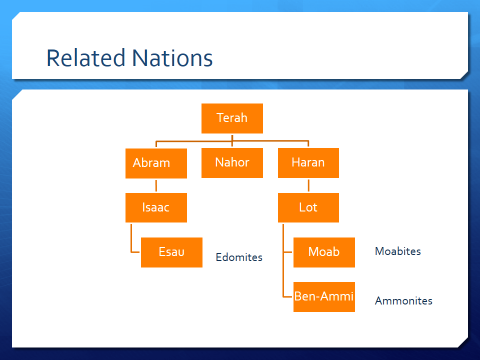 Related Nations
Terah
Abram Nahor Haran
Isaac Lot
Esau Edomites Moab Moabites
Ben-Ammi Ammonites